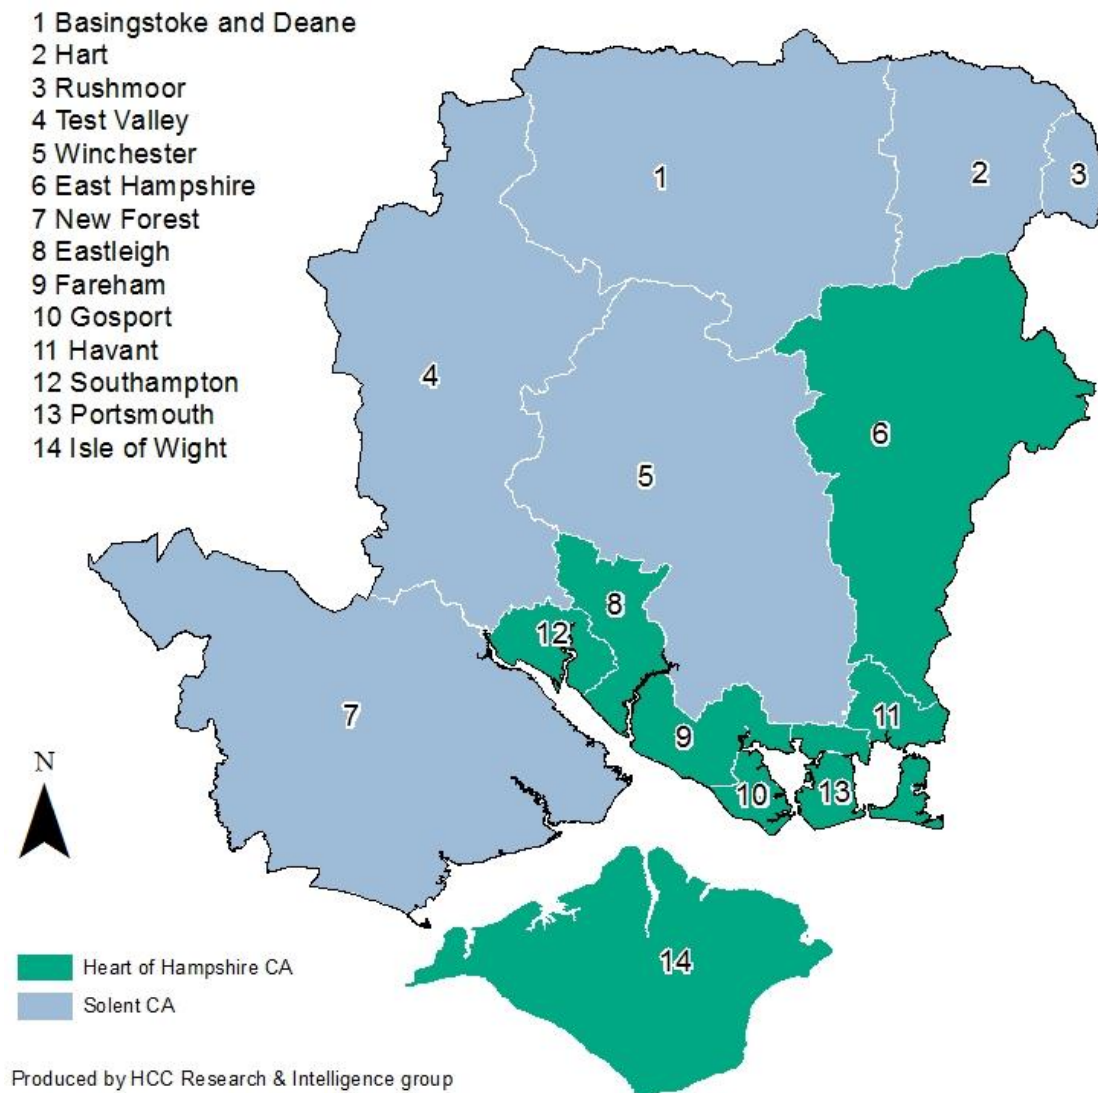 1 Basingstoke and Deane
2 Hart
3 Rushmoor
4 Test Valley
5 Winchester
6 East Hampshire
7 New Forest
8 Eastleigh
9 Fareham
10 Gosport
11 Havant
12 Southampton
13 Portsmouth
14 Isle of Wight
1
2
3
4
5
6
8
12
7
9
11
10
13
14
N
Heart of Hampshire CA
Solent CA
Produced by HCC Research & Intelligence group